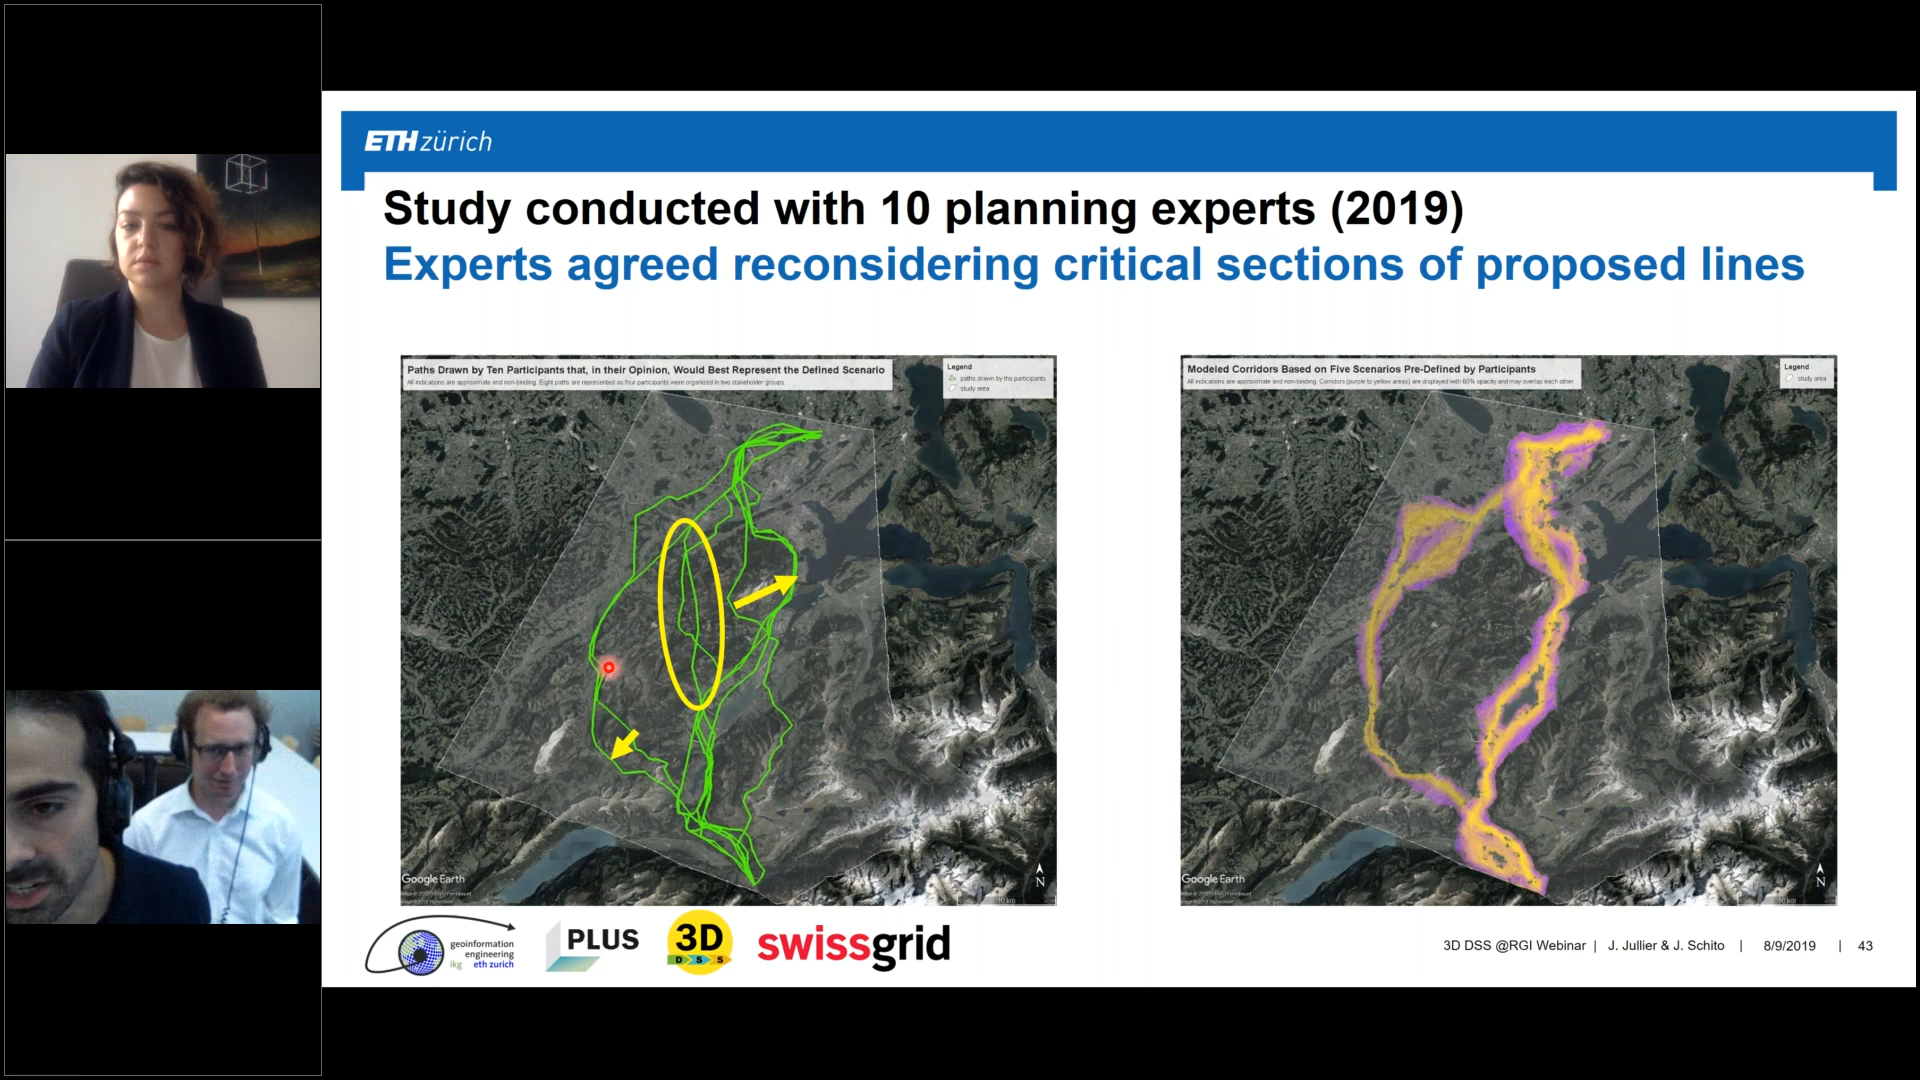 ETH zürich
Study conducted with 10 planning experts (2019)
Experts agreed reconsidering critical sections of proposed lines
Paths Drawn by Ten Participants that, in their Opinion, Would Best Represent the Defined Scenario
All indications are approximate and non-binding. Eight paths are represented as four participants were organized in two stakeholder groups.
Legend
paths drawn by the participants
study area
Google Earth
N
10 km
Modeled Corridors Based on Five Scenarios Pre-Defined by Participants
All indications are approximate and non-binding. Corridors (purple to yellow areas) are displayed with 60% opacity and may overlap each other.
Legend
study area
Google Earth
N
10 km
geoinformation
engineering
ikg eth zurich
PLUS
3D
DSS
swissgrid
3D DSS @RGI Webinar | J. Jullier & J. Schito | 8/9/2019 | 43